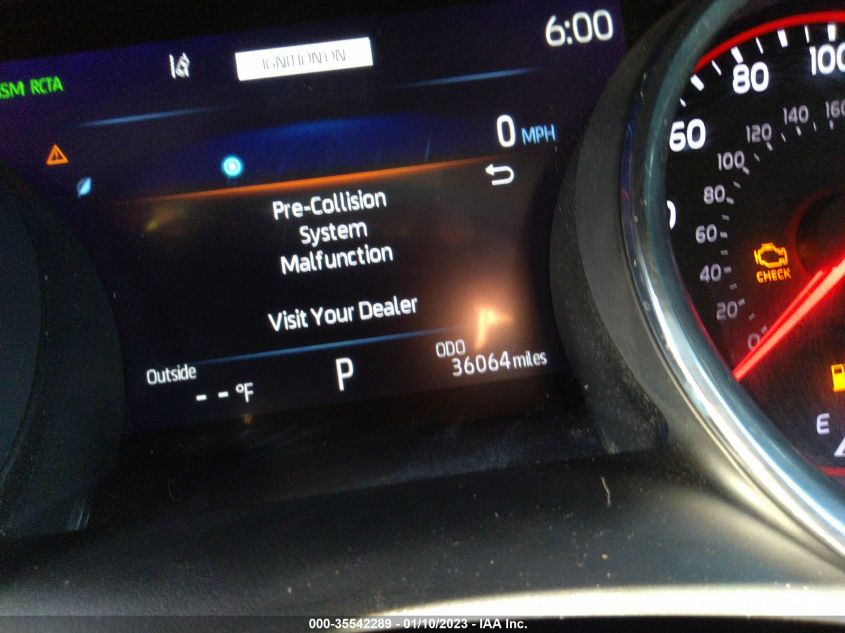 6:00
IGNITION ON
BSM RCTA
0 MPH
Pre-Collision
System
Malfunction
Visit Your Dealer
Outside
- - °F
P
ODO
36064 miles
60
80
100
0
20
40
60
80
100
120
140
160
CHECK
E
000-35542289 - 01/10/2023 - IAA Inc.